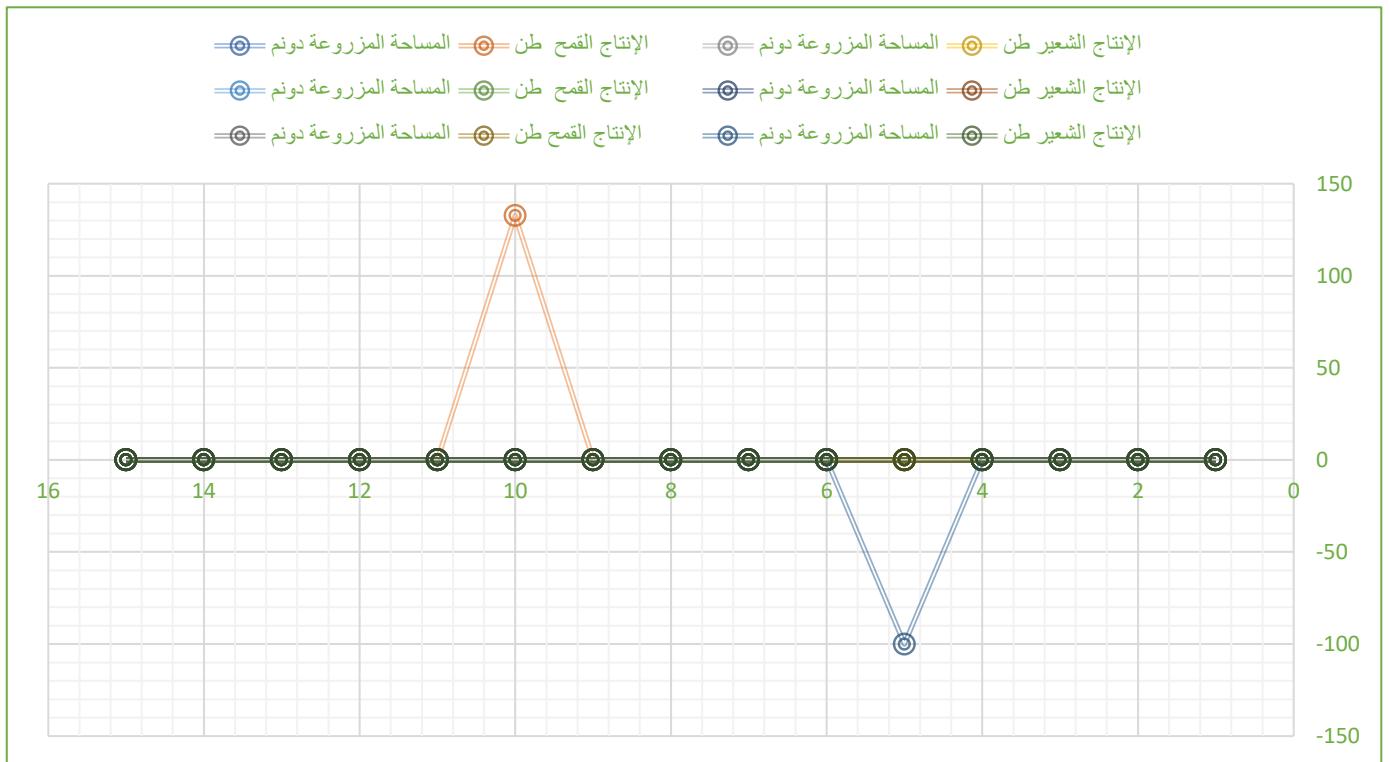 الإنتاج الشعير طن المساحة المزروعة دونم الإنتاج القمح طن المساحة المزروعة دونم
الإنتاج الشعير طن المساحة المزروعة دونم الإنتاج القمح طن المساحة المزروعة دونم
الإنتاج الشعير طن المساحة المزروعة دونم الإنتاج القمح طن المساحة المزروعة دونم
150
100
50
0
16 14 12 10 8 6 4 2 0
-50
-100
-150